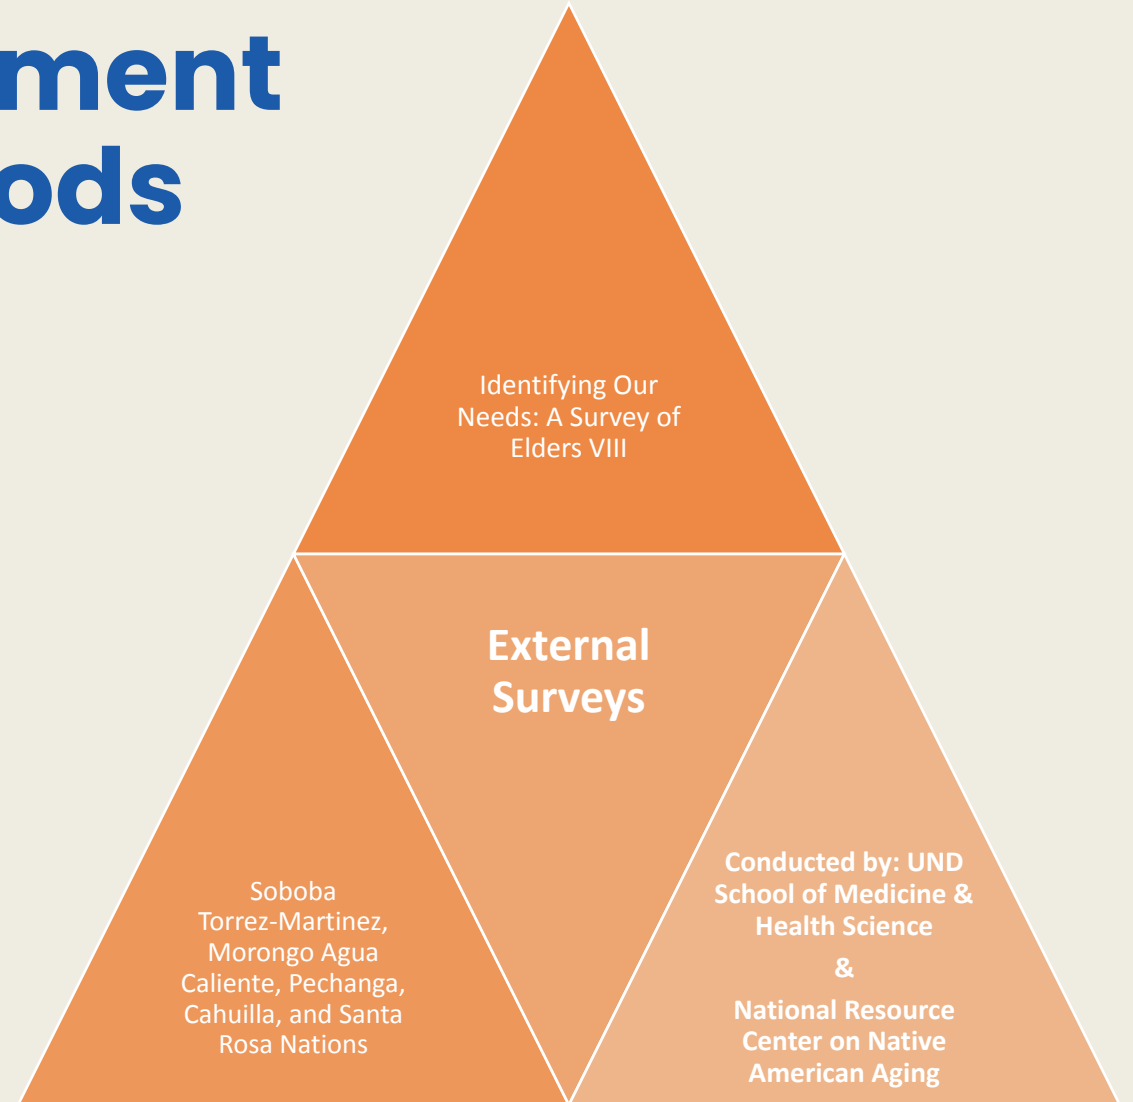 ment
ods
Identifying Our
Needs: A Survey of
Elders VIII
External
Surveys
Soboba
Torrez-Martinez,
Morongo Agua
Caliente, Pechanga,
Cahuilla, and Santa
Rosa Nations
Conducted by: UND
School of Medicine &
Health Science
&
National Resource
Center on Native
American Aging